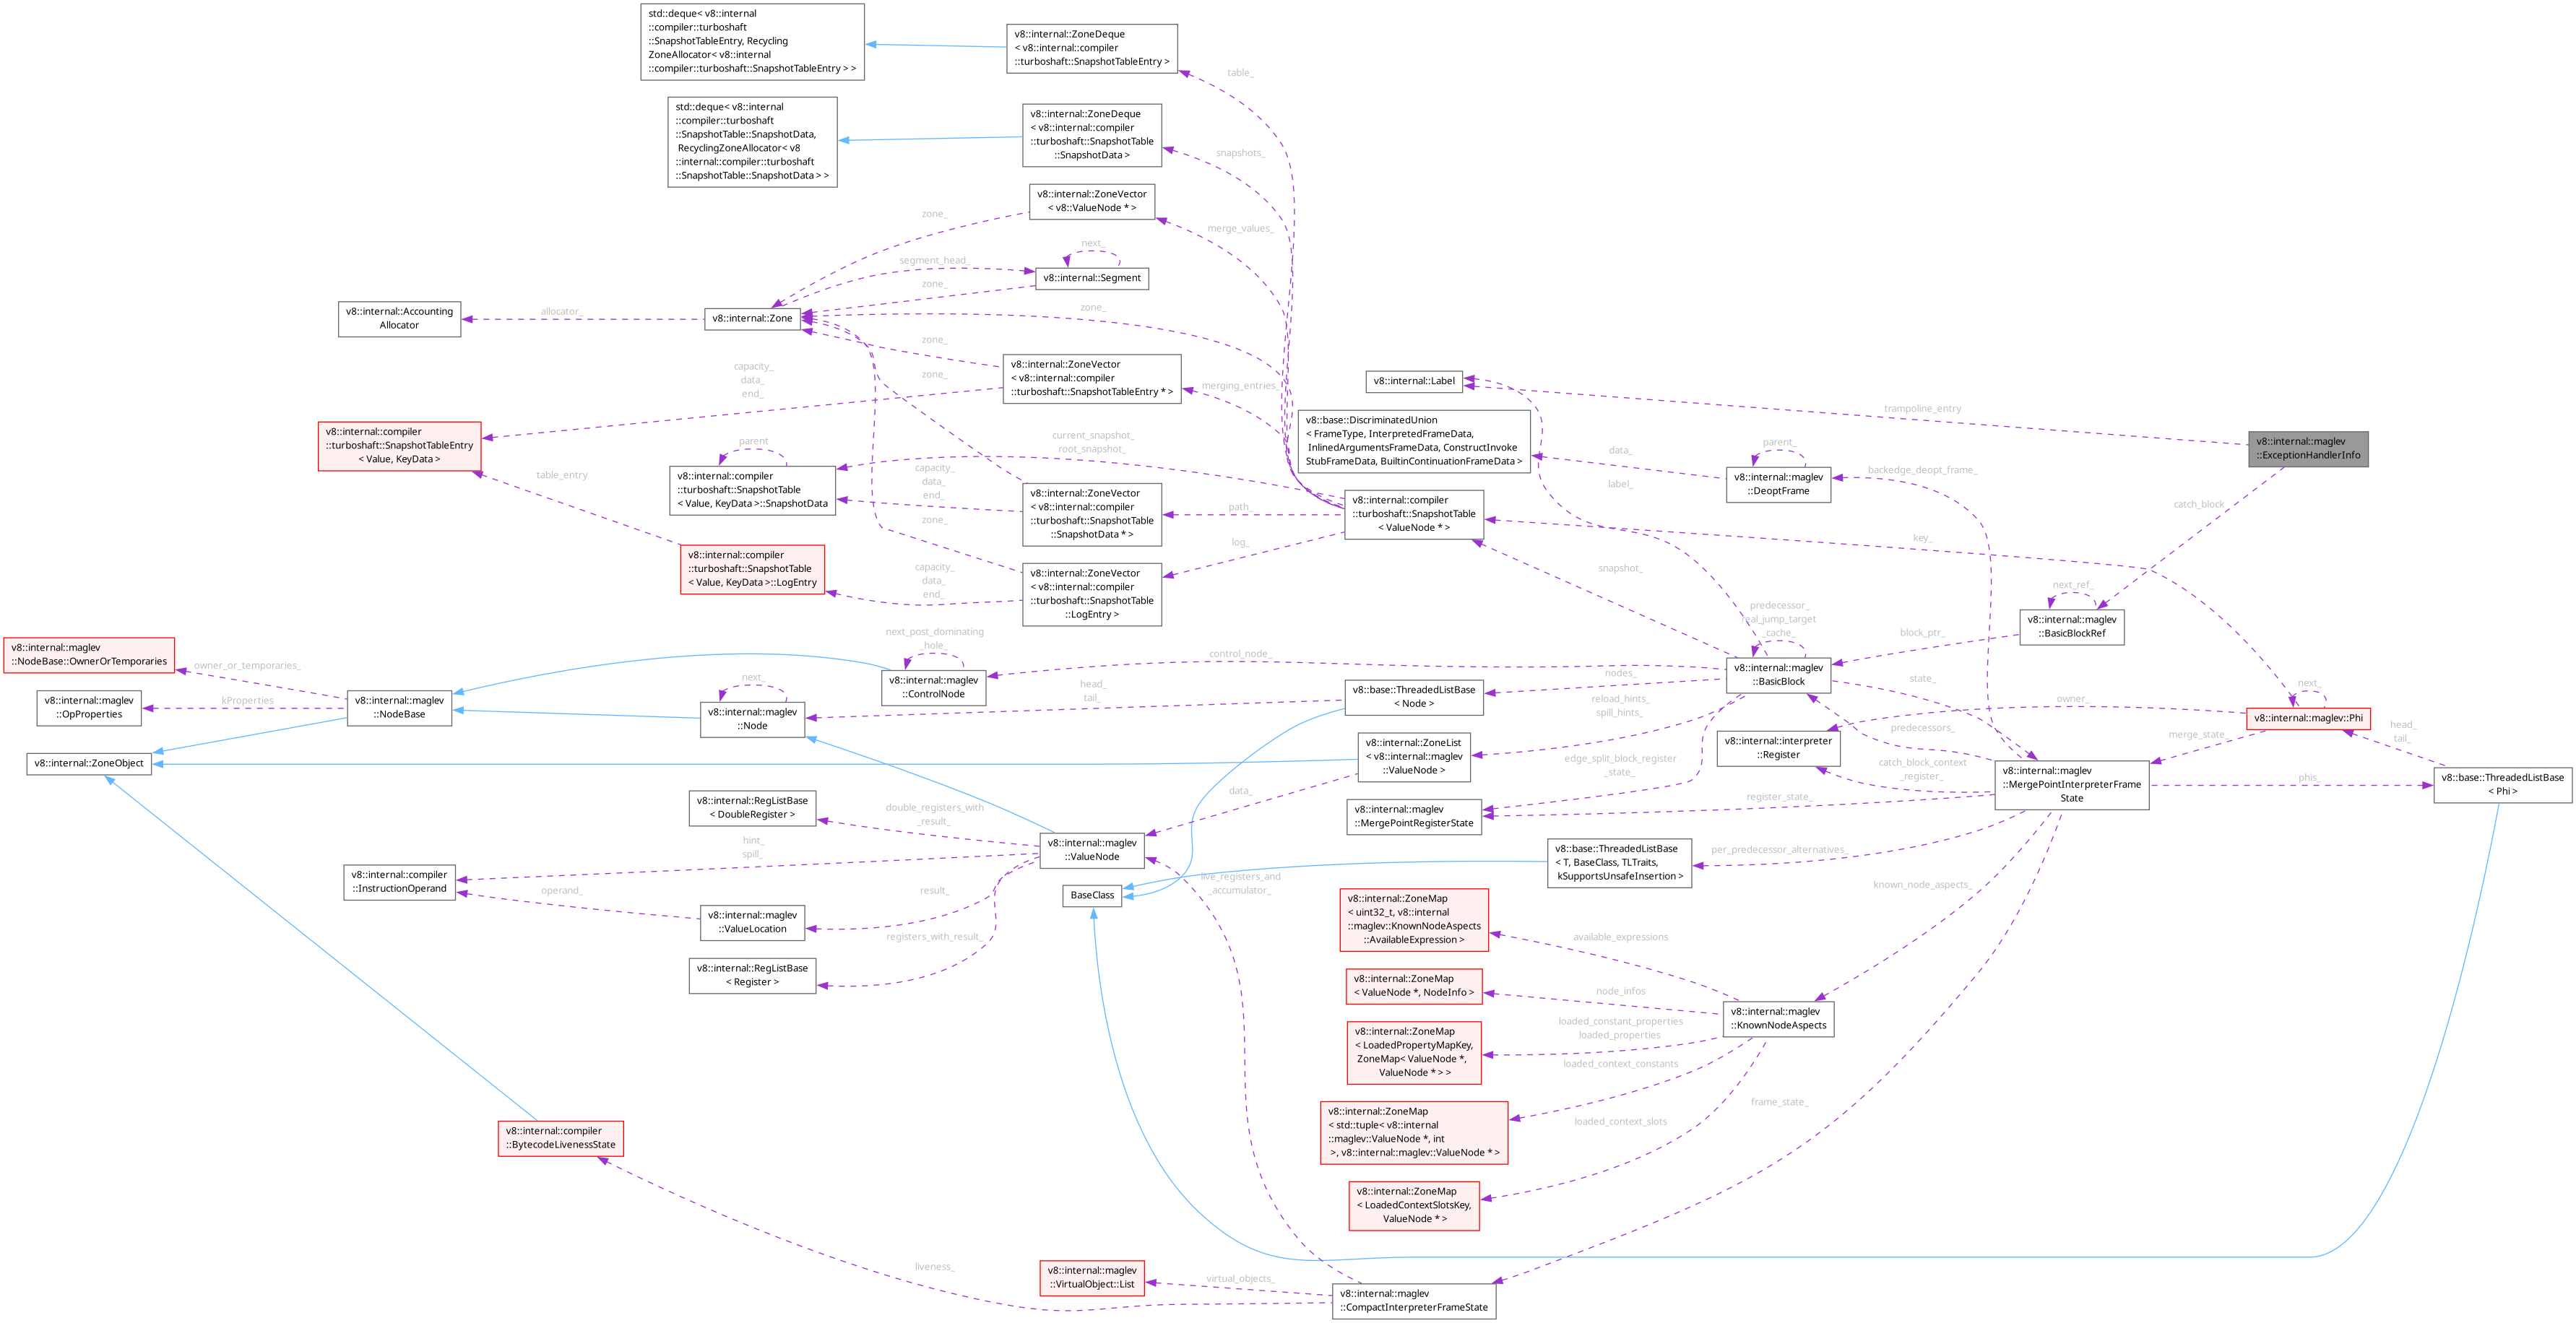 std::deque< v8::internal
::compiler::turboshaft
::SnapshotTableEntry, Recycling
ZoneAllocator< v8::internal
::compiler::turboshaft::SnapshotTableEntry > >
v8::internal::ZoneDeque
< v8::internal::compiler
::turboshaft::SnapshotTableEntry >
table_
std::deque< v8::internal
::compiler::turboshaft
::SnapshotTable::SnapshotData,
RecyclingZoneAllocator< v8
::internal::compiler::turboshaft
::SnapshotTable::SnapshotData > >
v8::internal::ZoneDeque
< v8::internal::compiler
::turboshaft::SnapshotTable
::SnapshotData >
snapshots_
v8::internal::ZoneVector
< v8::ValueNode * >
zone_
merge_values_
next_
segment_head_
v8::internal::Segment
zone_
v8::internal::Accounting
Allocator
allocator_
v8::internal::Zone
zone_
zone_
v8::internal::ZoneVector
< v8::internal::compiler
::turboshaft::SnapshotTableEntry * >
capacity_
data_
end_
zone_
merging_entries_
v8::internal::compiler
::turboshaft::SnapshotTableEntry
< Value, KeyData >
table_entry
parent
v8::internal::compiler
::turboshaft::SnapshotTable
< Value, KeyData >::SnapshotData
current_snapshot_
root_snapshot_
capacity_
data_
end_
zone_
v8::internal::ZoneVector
< v8::internal::compiler
::turboshaft::SnapshotTable
::SnapshotData * >
path_
log_
v8::internal::compiler
::turboshaft::SnapshotTable
< Value, KeyData >::LogEntry
capacity_
data_
end_
v8::internal::ZoneVector
< v8::internal::compiler
::turboshaft::SnapshotTable
::LogEntry >
v8::internal::Label
v8::base::DiscriminatedUnion
< FrameType, InterpretedFrameData,
InlinedArgumentsFrameData, ConstructInvoke
StubFrameData, BuiltinContinuationFrameData >
v8::internal::compiler
::turboshaft::SnapshotTable
< ValueNode * >
label_
data_
parent_
v8::internal::maglev
::DeoptFrame
trampoline_entry
backedge_deopt_frame_
v8::internal::maglev
::ExceptionHandlerInfo
catch_block
key_
snapshot_
next_ref_
v8::internal::maglev
::BasicBlockRef
block_ptr_
predecessor_
real_jump_target
_cache_
v8::internal::maglev
::BasicBlock
v8::internal::maglev
::NodeBase::OwnerOrTemporaries
owner_or_temporaries_
v8::internal::maglev
::OpProperties
kProperties
v8::internal::maglev
::NodeBase
next_post_dominating
_hole_
v8::internal::maglev
::ControlNode
control_node_
next_
v8::internal::maglev
::Node
head_
tail_
v8::base::ThreadedListBase
< Node >
nodes_
reload_hints_
spill_hints_
state_
predecessors_
v8::internal::ZoneObject
v8::internal::ZoneList
< v8::internal::maglev
::ValueNode >
edge_split_block_register
_state_
v8::internal::interpreter
::Register
owner_
next_
v8::internal::maglev::Phi
merge_state_
head_
tail_
catch_block_context
_register_
v8::internal::maglev
::MergePointInterpreterFrame
State
phis_
v8::base::ThreadedListBase
< Phi >
data_
v8::internal::maglev
::MergePointRegisterState
register_state_
v8::internal::RegListBase
< DoubleRegister >
double_registers_with
_result_
hint_
spill_
v8::internal::maglev
::ValueNode
v8::internal::compiler
::InstructionOperand
operand_
result_
v8::internal::maglev
::ValueLocation
registers_with_result_
v8::internal::RegListBase
< Register >
BaseClass
live_registers_and
_accumulator_
v8::base::ThreadedListBase
< T, BaseClass, TLTraits,
kSupportsUnsafeInsertion >
per_predecessor_alternatives_
known_node_aspects_
v8::internal::ZoneMap
< uint32_t, v8::internal
::maglev::KnownNodeAspects
::AvailableExpression >
available_expressions
v8::internal::ZoneMap
< ValueNode *, NodeInfo >
node_infos
v8::internal::maglev
::KnownNodeAspects
v8::internal::ZoneMap
< LoadedPropertyMapKey,
ZoneMap< ValueNode *,
ValueNode * > >
loaded_constant_properties
loaded_properties
loaded_context_constants
v8::internal::ZoneMap
< std::tuple< v8::internal
::maglev::ValueNode *, int
>, v8::internal::maglev::ValueNode * >
loaded_context_slots
frame_state_
v8::internal::ZoneMap
< LoadedContextSlotsKey,
ValueNode * >
v8::internal::compiler
::BytecodeLivenessState
liveness_
v8::internal::maglev
::VirtualObject::List
virtual_objects_
v8::internal::maglev
::CompactInterpreterFrameState